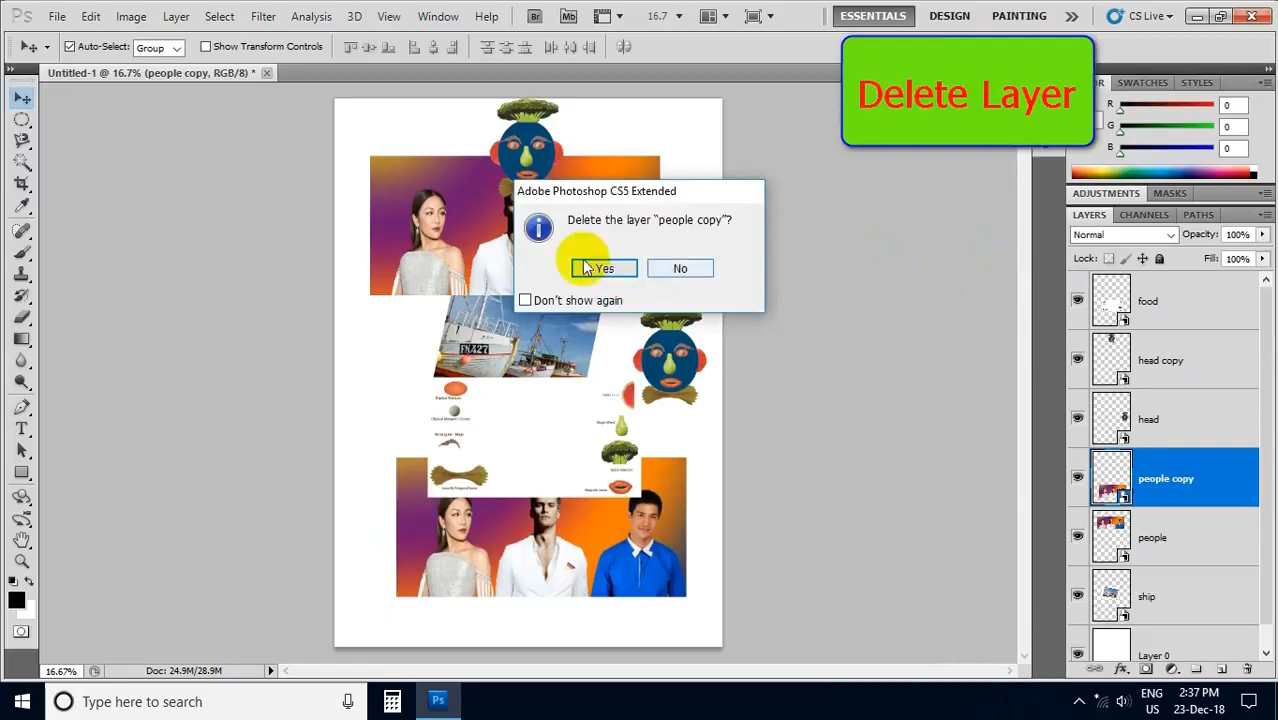 Ps File Edit Image Layer Select Filter Analysis 3D View Window Help Br Mb 16.7 ESSENTIALS DESIGN PAINTING CS Live
Auto-Select: Group Show Transform Controls
Untitled-1 @ 16.7% (people copy, RGB/8) *
Delete Layer
SWATCHES STYLES
R 0
G 0
B 0
ADJUSTMENTS MASKS
LAYERS CHANNELS PATHS
Normal Opacity: 100%
Lock: Fill: 100%
food
head copy
head
people copy
people
ship
Layer 0
Adobe Photoshop CS5 Extended
Delete the layer "people copy"?
Yes No
Don't show again
FN427
16.67% Doc: 24.9M/28.9M
Type here to search
Ps
ENG
US
2:37 PM
23-Dec-18